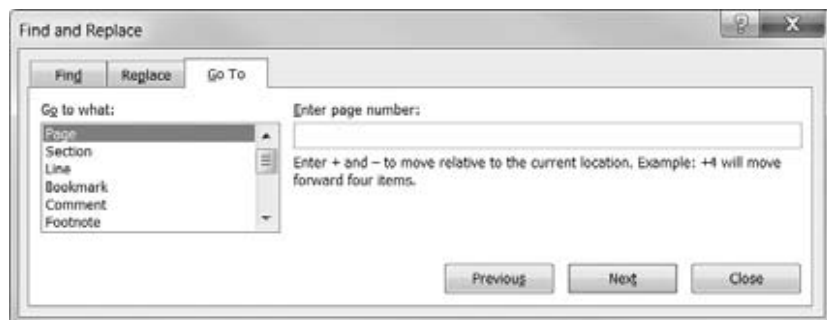 Find and Replace
Find Replace Go To
Go to what:
Page
Section
Line
Bookmark
Comment
Footnote
Enter page number:
Enter + and – to move relative to the current location. Example: +4 will move
forward four items.
Previous Next Close